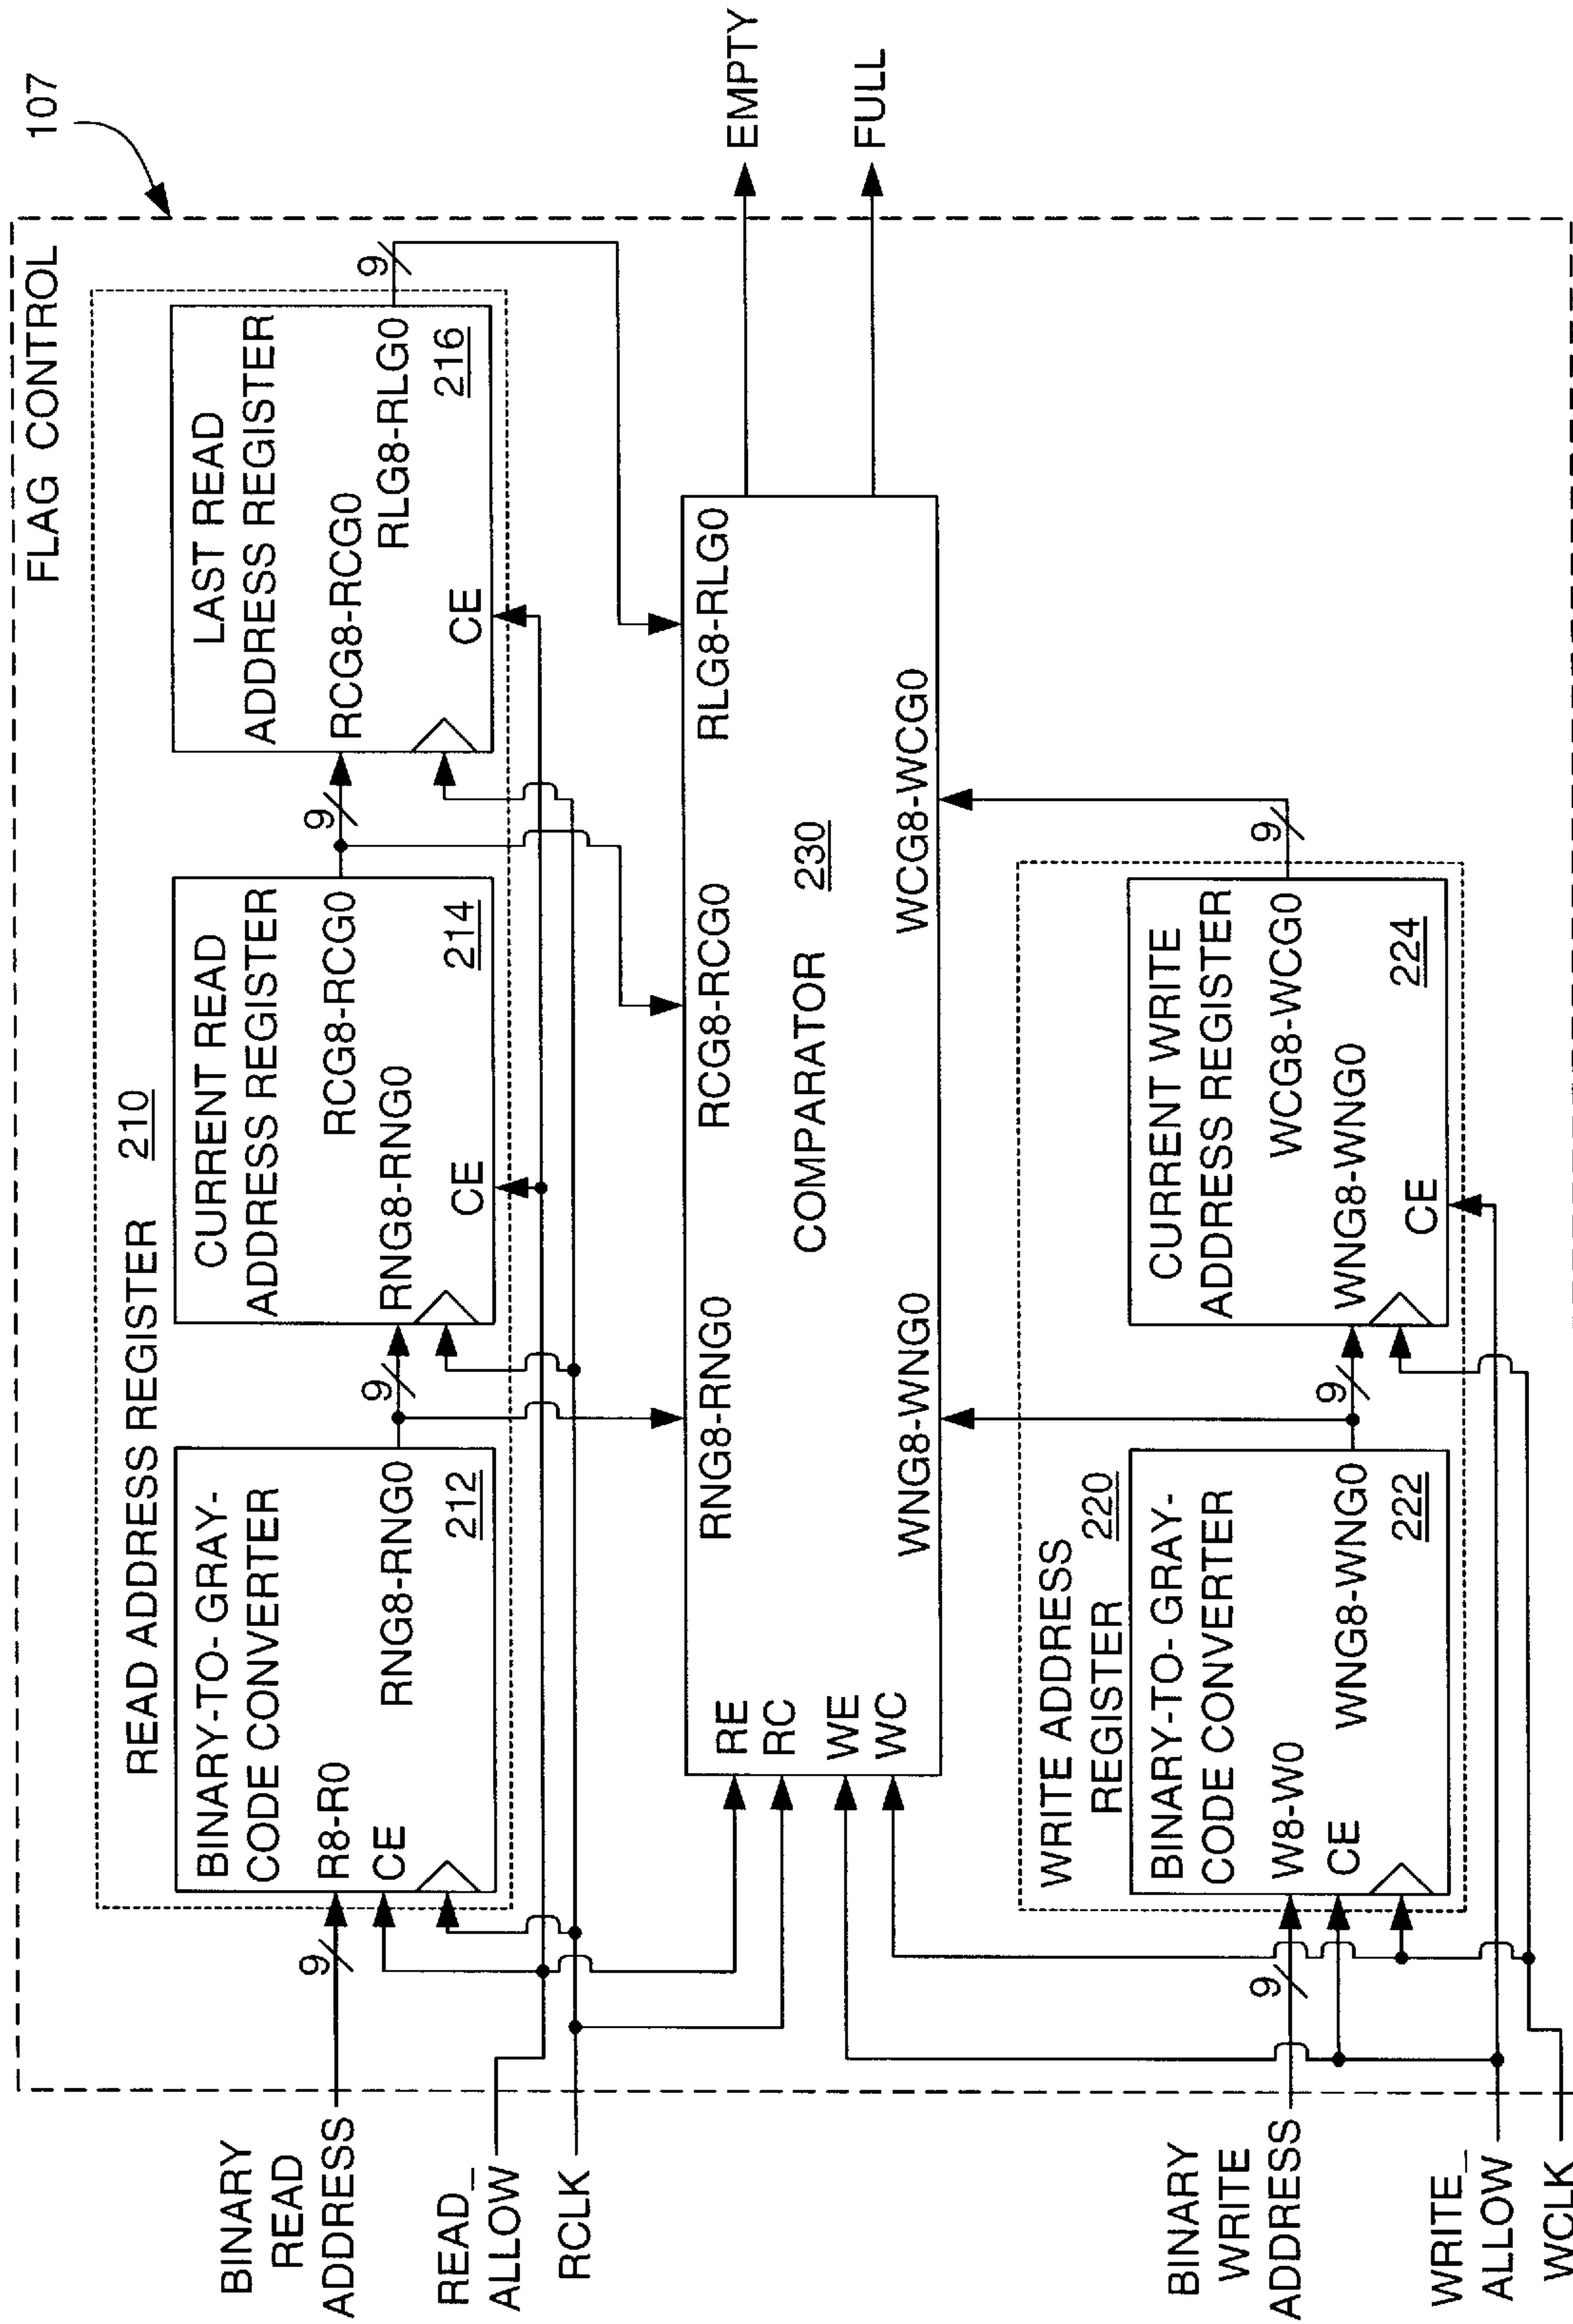 107
FLAG CONTROL
READ ADDRESS REGISTER 210
BINARY-TO- GRAY-
CODE CONVERTER
R8-R0
CE
RNG8-RNG0
212
9
CURRENT READ
ADDRESS REGISTER
RCG8-RCG0
RNG8-RNG0
CE
214
9
LAST READ
ADDRESS REGISTER
RCG8-RCG0
RLG8-RLG0
CE
216
9
BINARY
READ
ADDRESS
9
READ_
ALLOW
RCLK
RNG8-RNG0
RCG8-RCG0
RLG8-RLG0
RE
RC
WE
WC
COMPARATOR 230
WNG8-WNG0
WCG8-WCG0
EMPTY
FULL
WRITE ADDRESS
REGISTER 220
BINARY-TO- GRAY-
CODE CONVERTER
W8-W0
CE
WNG8-WNG0
222
9
CURRENT WRITE
ADDRESS REGISTER
WCG8-WCG0
WNG8-WNG0
CE
224
9
BINARY
WRITE
ADDRESS
9
WRITE_
ALLOW
WCLK